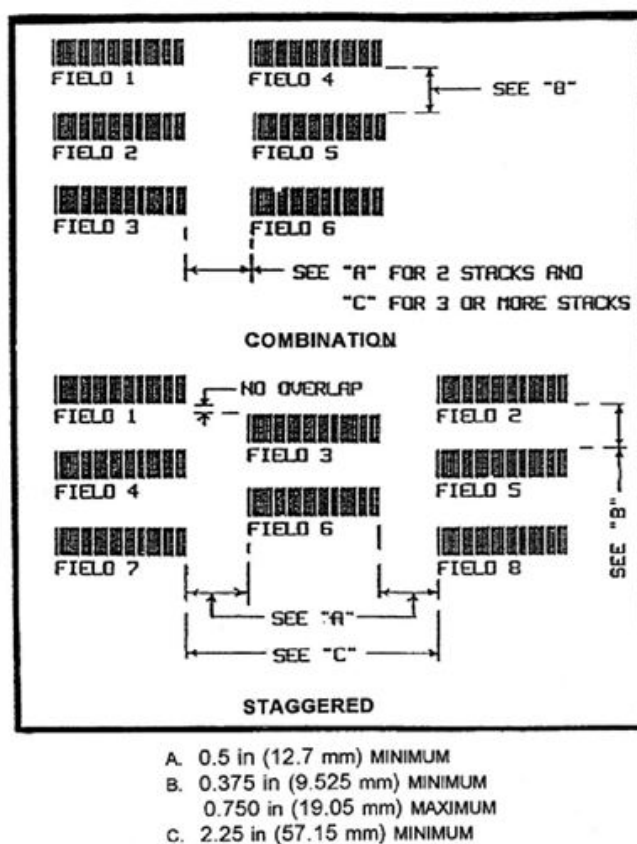 FIELD 1 FIELD 4
SEE "B"
FIELD 2 FIELD 5
FIELD 3 FIELD 6
SEE "A" FOR 2 STACKS AND
"C" FOR 3 OR MORE STACKS
COMBINATION
NO OVERLAP
FIELD 1 FIELD 2
FIELD 3
FIELD 4 FIELD 5
FIELD 6
FIELD 7 FIELD 8
SEE "B"
SEE "A"
SEE "C"
STAGGERED
A. 0.5 in (12.7 mm) MINIMUM
B. 0.375 in (9.525 mm) MINIMUM
0.750 in (19.05 mm) MAXIMUM
C. 2.25 in (57.15 mm) MINIMUM